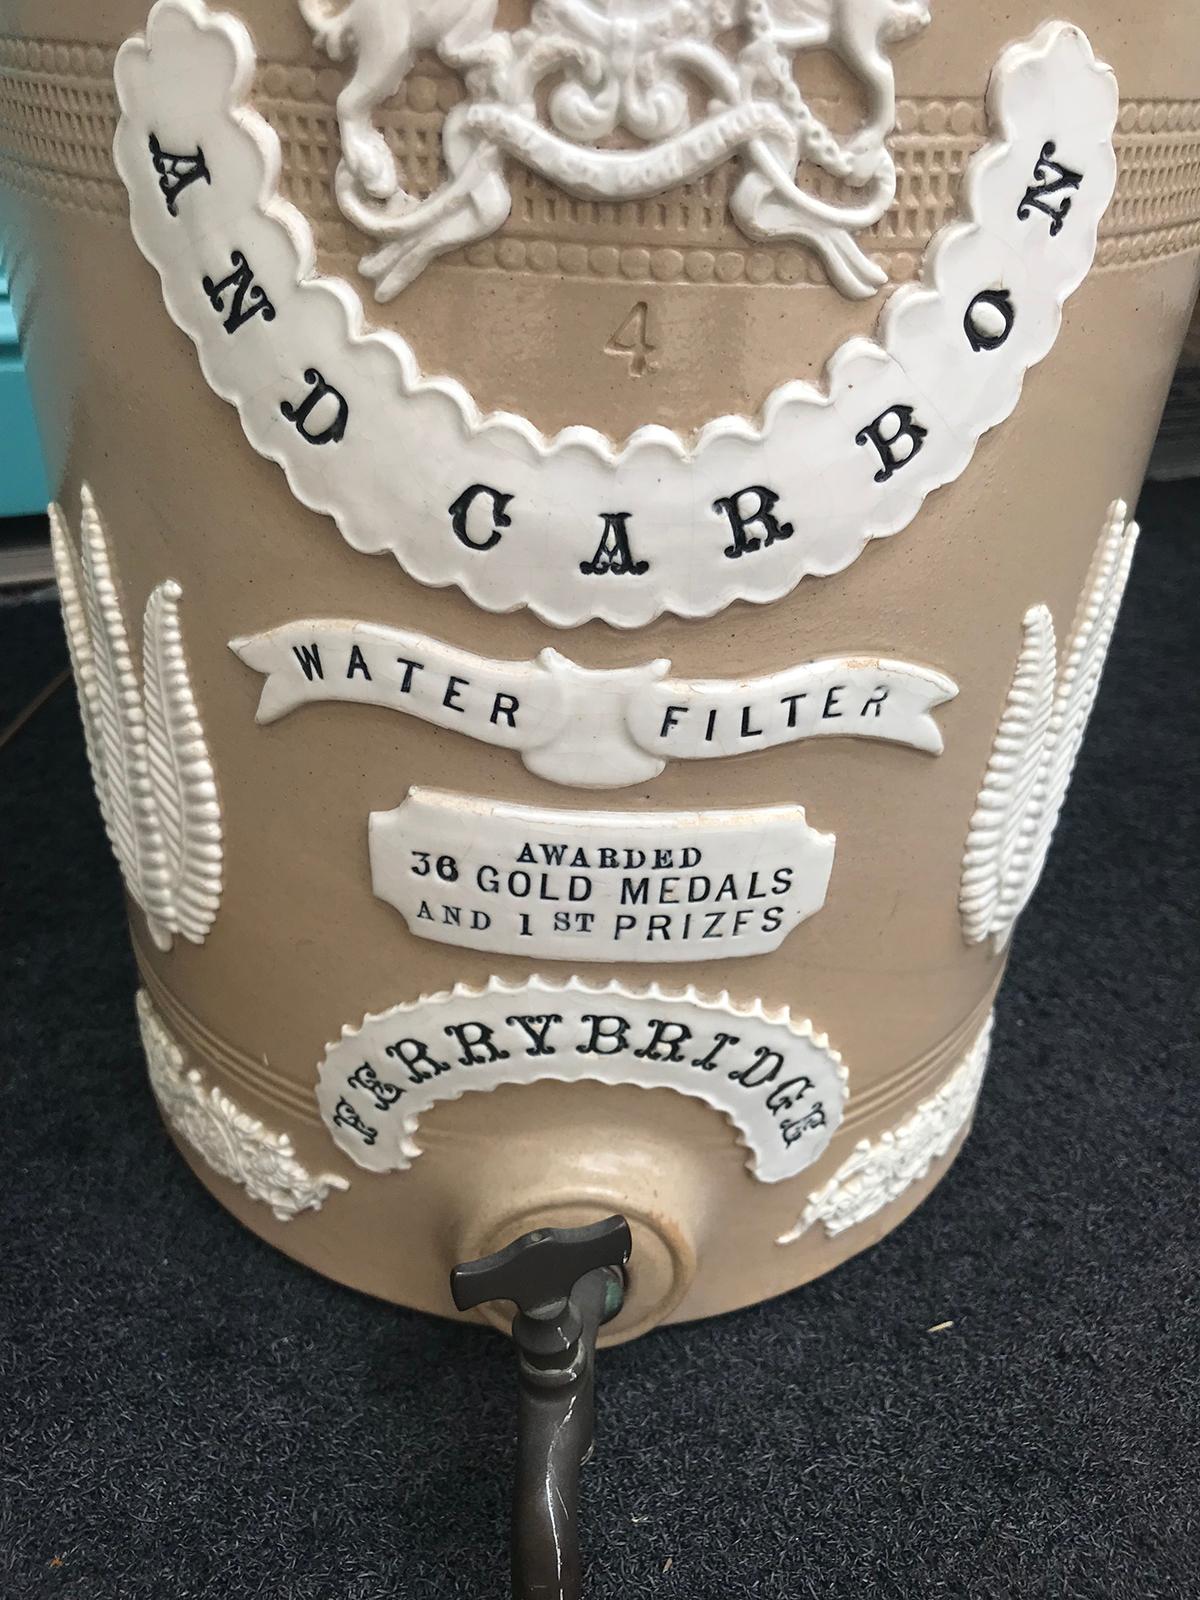 4
AND CARBON
WATER FILTER
AWARDED
36 GOLD MEDALS
AND 1 ST PRIZES
FERRYBRIDGE